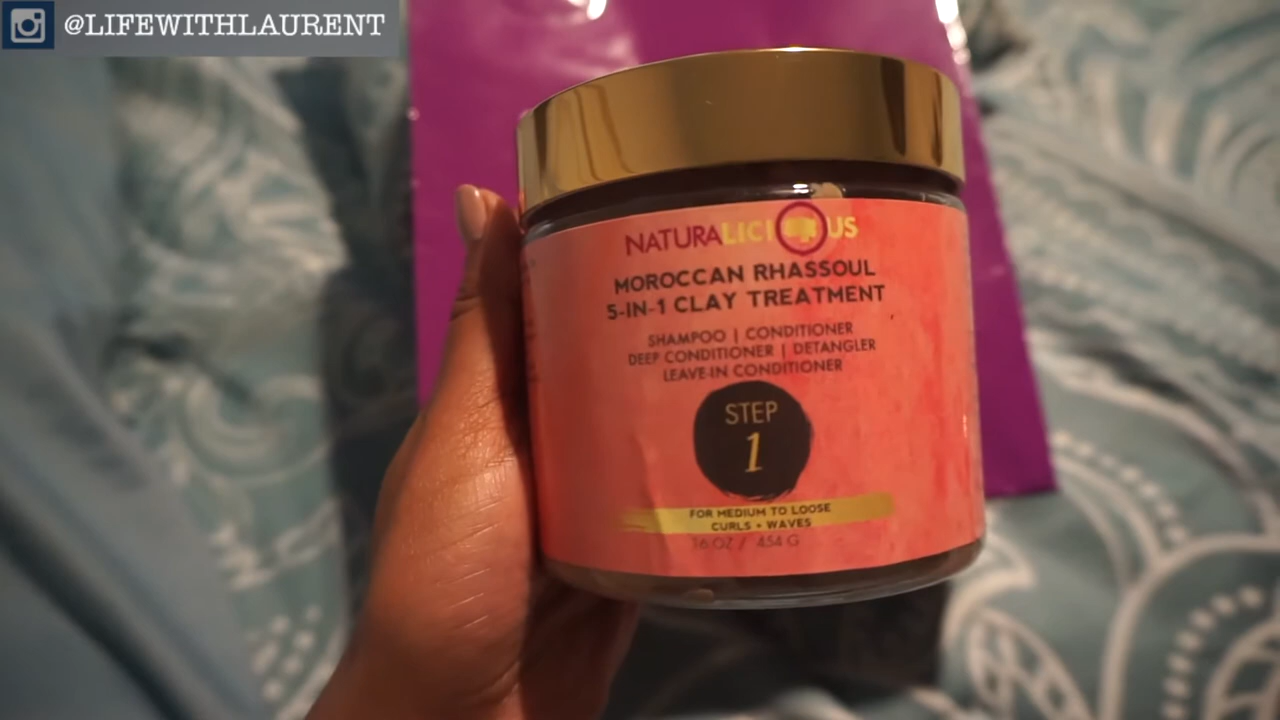 @LIFEWITHLAURENT
NATURALICIOUS
MOROCCAN RHASSOUL
5-IN-1 CLAY TREATMENT
SHAMPOO | CONDITIONER
DEEP CONDITIONER | DETANGLER
LEAVE-IN CONDITIONER
STEP
1
FOR MEDIUM TO LOOSE
CURLS • WAVES
16 OZ / 454 G